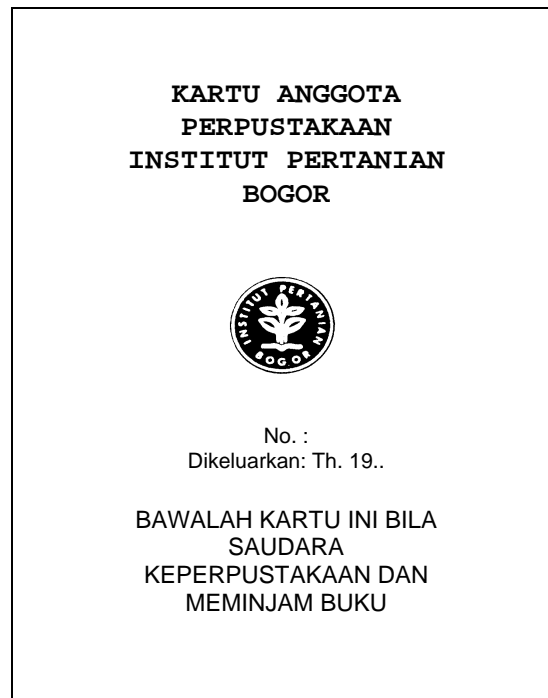 KARTU ANGGOTA
PERPUSTAKAAN
INSTITUT PERTANIAN
BOGOR
INSTITUT PERTANIAN
BOGOR
No. :
Dikeluarkan: Th. 19..
BAWALAH KARTU INI BILA
SAUDARA
KEPERPUSTAKAAN DAN
MEMINJAM BUKU